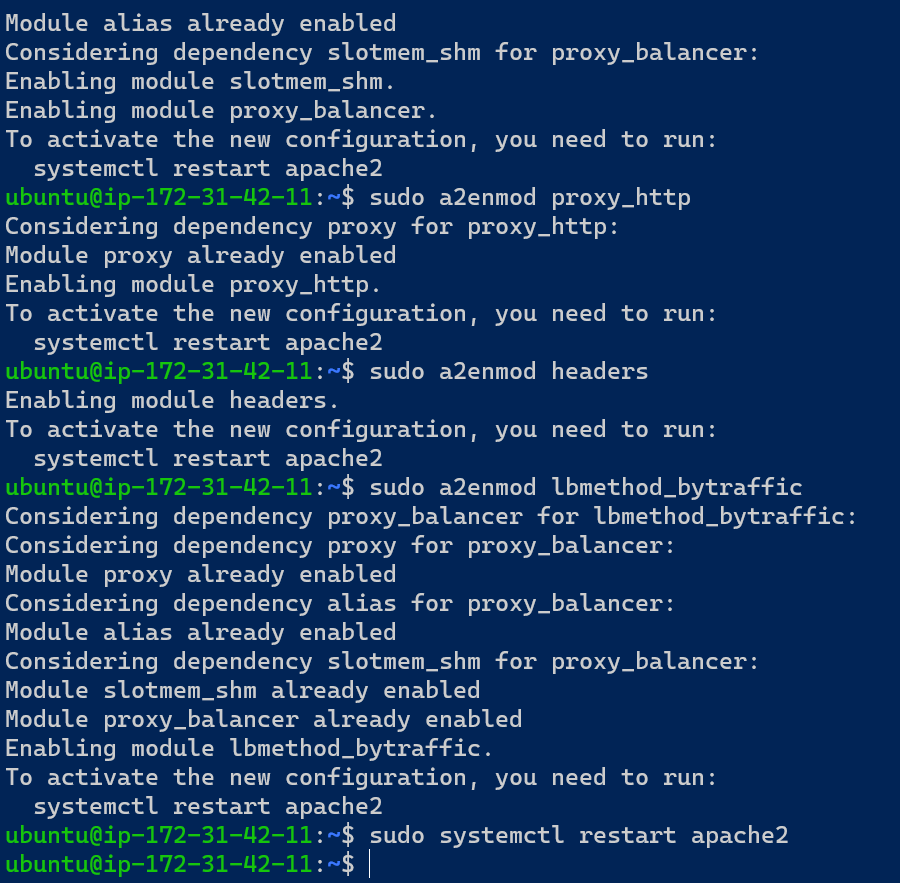 Module alias already enabled
Considering dependency slotmem_shm for proxy_balancer:
Enabling module slotmem_shm.
Enabling module proxy_balancer.
To activate the new configuration, you need to run:
  systemctl restart apache2
ubuntu@ip-172-31-42-11:~$ sudo a2enmod proxy_http
Considering dependency proxy for proxy_http:
Module proxy already enabled
Enabling module proxy_http.
To activate the new configuration, you need to run:
  systemctl restart apache2
ubuntu@ip-172-31-42-11:~$ sudo a2enmod headers
Enabling module headers.
To activate the new configuration, you need to run:
  systemctl restart apache2
ubuntu@ip-172-31-42-11:~$ sudo a2enmod lbmethod_bytraffic
Considering dependency proxy_balancer for lbmethod_bytraffic:
Considering dependency proxy for proxy_balancer:
Module proxy already enabled
Considering dependency alias for proxy_balancer:
Module alias already enabled
Considering dependency slotmem_shm for proxy_balancer:
Module slotmem_shm already enabled
Module proxy_balancer already enabled
Enabling module lbmethod_bytraffic.
To activate the new configuration, you need to run:
  systemctl restart apache2
ubuntu@ip-172-31-42-11:~$ sudo systemctl restart apache2
ubuntu@ip-172-31-42-11:~$